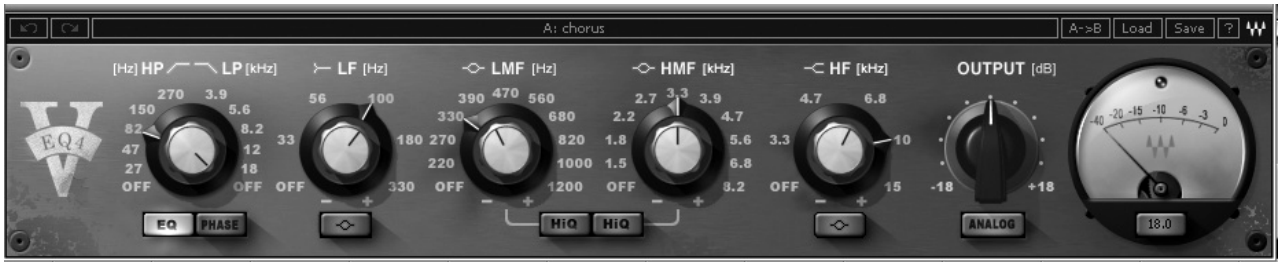 A: chorus
A->B Load Save ?
[Hz] HP LP [kHz] LF [Hz] LMF [Hz] HMF [kHz] HF [kHz] OUTPUT [dB]
VEQ4
OFF 27 47 82 150 270
3.9 5.6 8.2 12 18 OFF
OFF 33 56 100 180 330
OFF 220 270 330 390 470 560 680 820 1000 1200
OFF 1.5 1.8 2.2 2.7 3.3 3.9 4.7 5.6 6.8 8.2
OFF 3.3 4.7 6.8 10 15
-18 +18
-40 -20 -15 -10 -6 -3 0
- + - + - + - +
EQ PHASE HiQ HiQ ANALOG 18.0